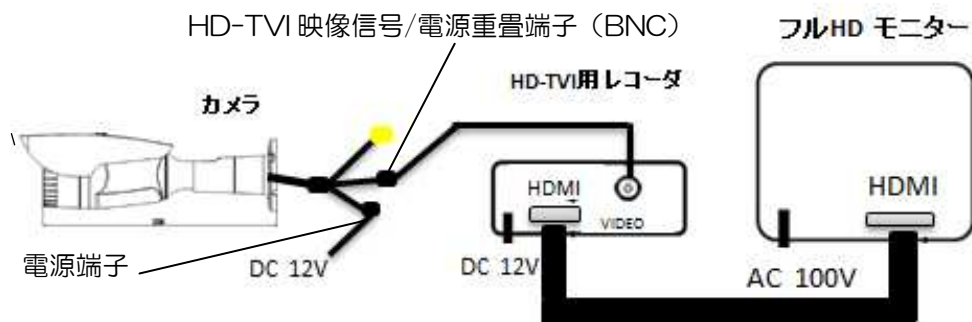 HD-TVI 映像信号/電源重畳端子（BNC）
フルHD モニター
HD-TVI用レコーダ
カメラ
HDMI
VIDEO
HDMI
電源端子
DC 12V
DC 12V
AC 100V